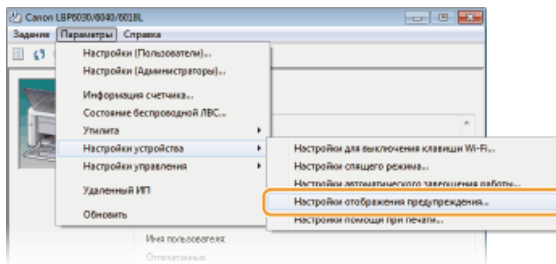 Canon LBP6030/6040/6018L
Задание Параметры Справка
Настройки (Пользователи)...
Настройки (Администраторы)...
Информация счетчика...
Состояние беспроводной ЛВС...
Утилита
Настройки устройства
Настройки управления
Удаленный ИП
Обновить
Настройки для выключения клавиши Wi-Fi...
Настройки спящего режима...
Настройки автоматического завершения работы...
Настройки отображения предупреждения...
Настройки помощи при печати...
Имя пользователя:
Отпечатанные